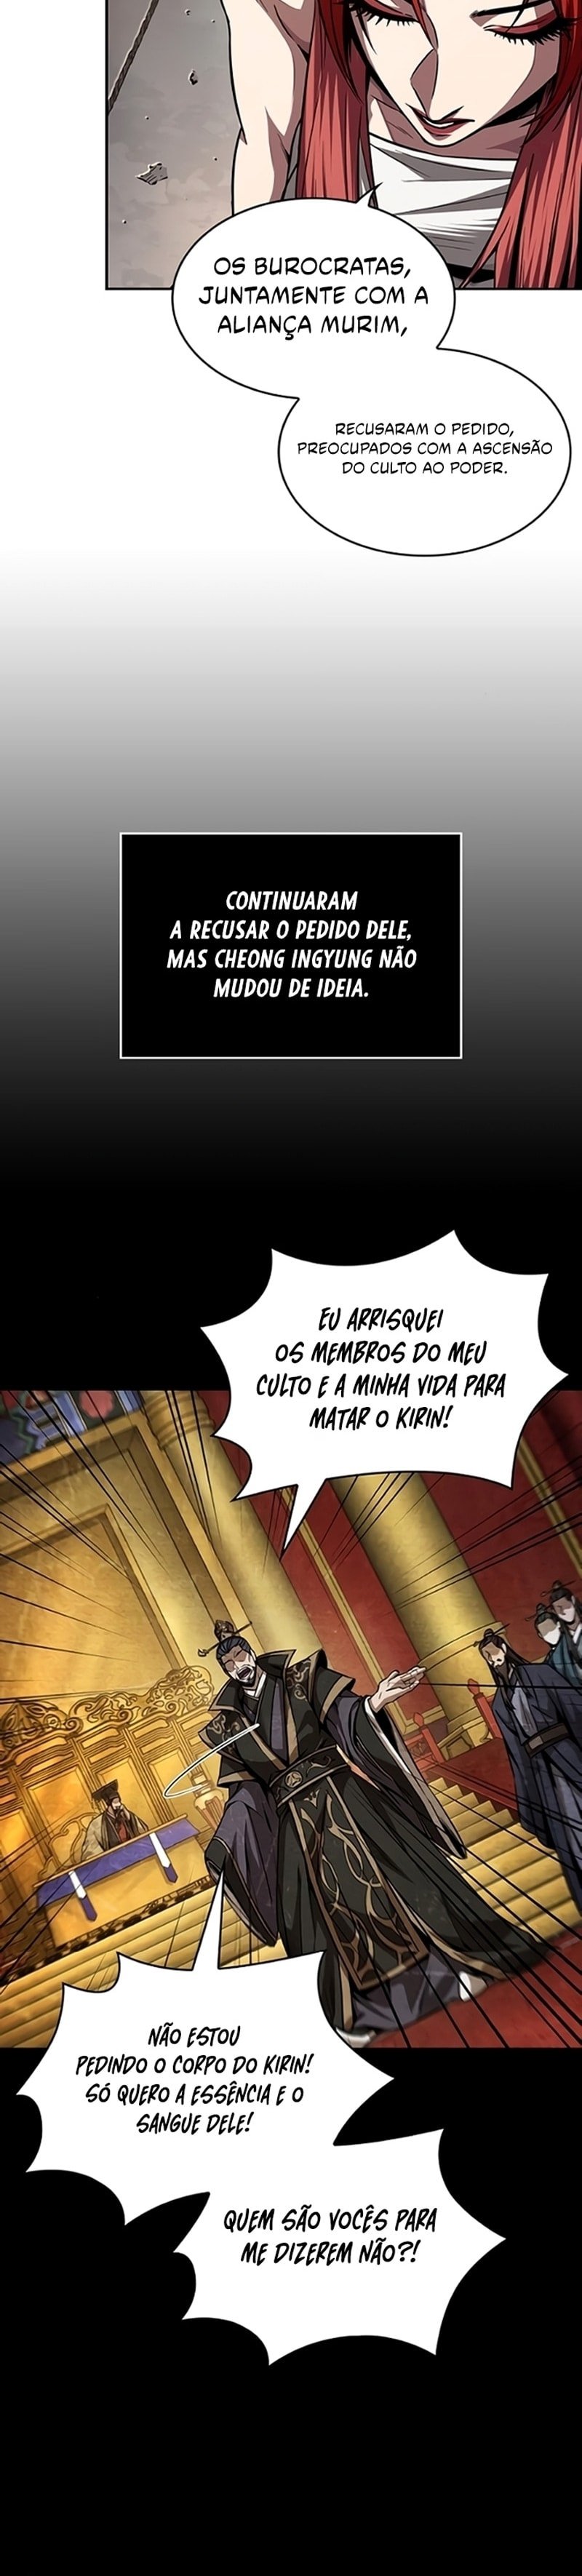 OS BUROCRATAS,
JUNTAMENTE COM A
ALIANÇA MURIM,
RECUSARAM O PEDIDO,
PREOCUPADOS COM A ASCENSÃO
DO CULTO AO PODER.
CONTINUARAM
A RECUSAR O PEDIDO DELE,
MAS CHEONG INGYUNG NÃO
MUDOU DE IDEIA.
EU ARRISQUEI
OS MEMBROS DO MEU
CULTO E A MINHA VIDA PARA
MATAR O KIRIN!
NÃO ESTOU
PEDINDO O CORPO DO KIRIN!
SÓ QUERO A ESSÊNCIA E O
SANGUE DELE!
QUEM SÃO VOCÊS PARA
ME DIZEREM NÃO?!